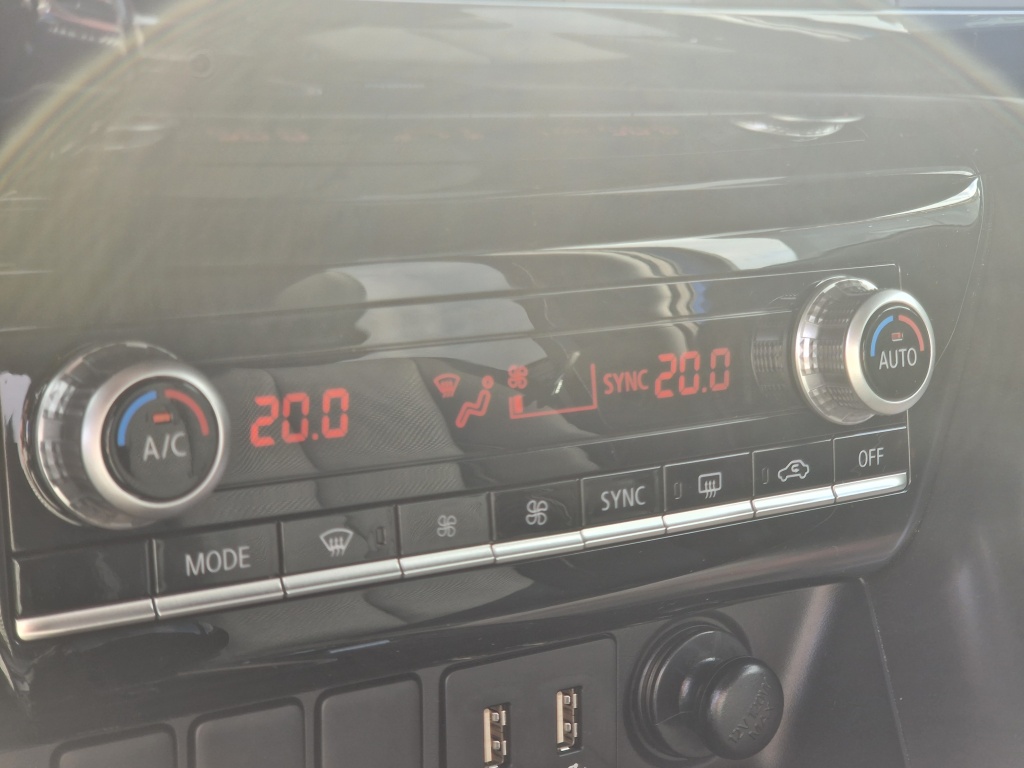 20.0
SYNC 20.0
A/C
AUTO
MODE
SYNC
OFF